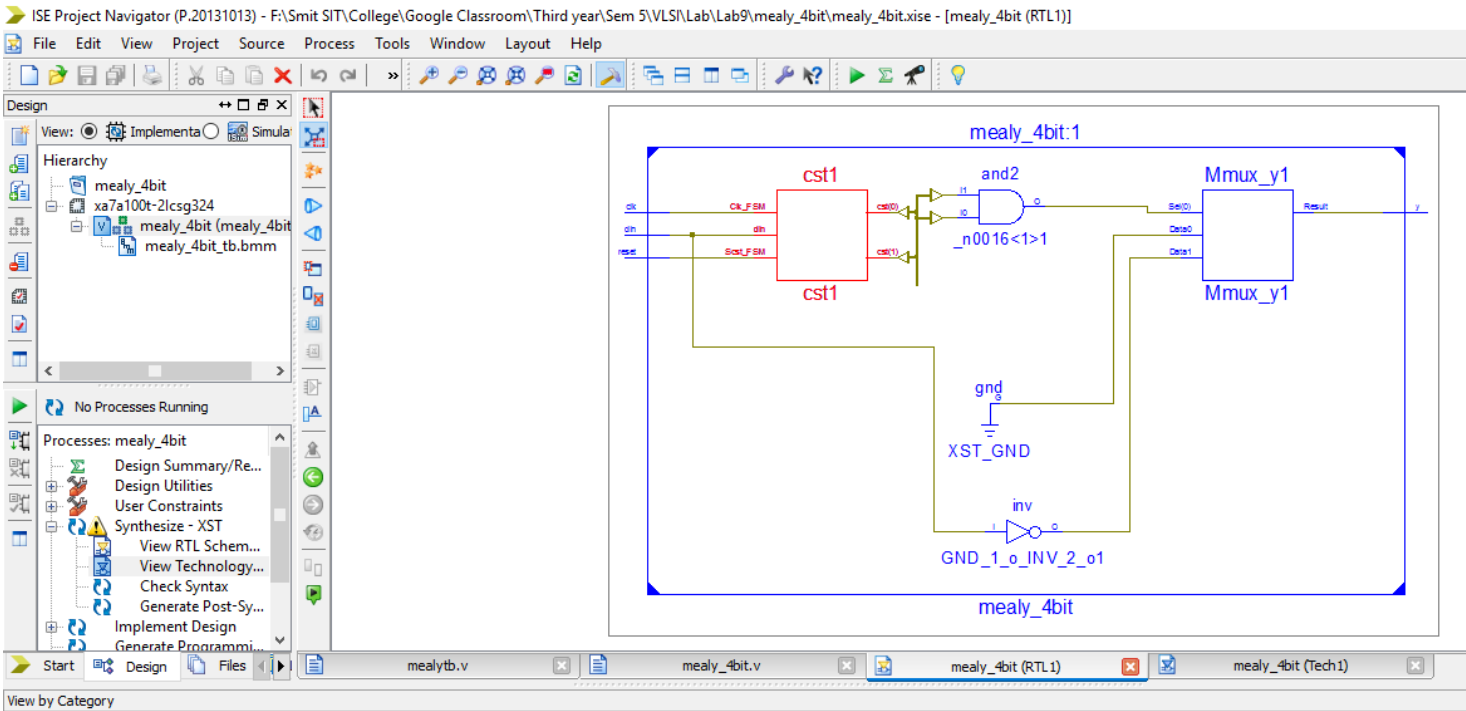 ISE Project Navigator (P.20131013) - F:\Smit SIT\College\Google Classroom\Third year\Sem 5\VLSI\Lab\Lab9\mealy_4bit\mealy_4bit.xise - [mealy_4bit (RTL1)]
File Edit View Project Source Process Tools Window Layout Help
Design
View: Implementa Simula
Hierarchy
mealy_4bit
xa7a100t-2lcsg324
mealy_4bit (mealy_4bit
mealy_4bit_tb.bmm
No Processes Running
Processes: mealy_4bit
Design Summary/Re...
Design Utilities
User Constraints
Synthesize - XST
View RTL Schem...
View Technology...
Check Syntax
Generate Post-Sy...
Implement Design
Generate Programmi...
Start Design Files
mealy_4bit:1
cst1 and2 Mmux_y1
clk Clk_FSM cst(0) I1 O Sel(0) Result y
din din I0 Data0
reset Scst_FSM cst(1) _n0016<1>1 Data1
cst1 Mmux_y1
gnd
G
XST_GND
inv
I O
GND_1_o_INV_2_o1
mealy_4bit
mealytb.v mealy_4bit.v mealy_4bit (RTL1) mealy_4bit (Tech1)
View by Category